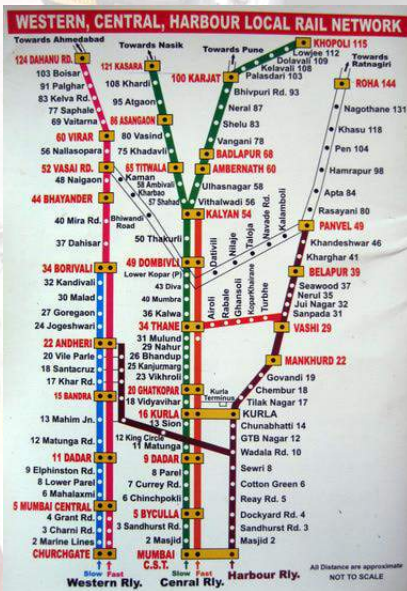 WESTERN, CENTRAL, HARBOUR LOCAL RAIL NETWORK
Towards Ahmedabad
124 DAHANU RD.
103 Boisar
91 Palghar
83 Kelva Rd.
77 Saphale
69 Vaitarna
60 VIRAR
56 Nallasopara
52 VASAI RD.
48 Naigaon
44 BHAYANDER
40 Mira Rd.
37 Dahisar
34 BORIVALI
32 Kandivali
30 Malad
27 Goregaon
24 Jogeshwari
22 ANDHERI
20 Vile Parle
18 Santacruz
17 Khar Rd.
15 BANDRA
13 Mahim Jn.
12 Matunga Rd.
11 DADAR
9 Elphinston Rd.
8 Lower Parel
6 Mahalaxmi
5 MUMBAI CENTRAL
4 Grant Rd.
3 Charni Rd.
2 Marine Lines
CHURCHGATE
Slow Fast
Western Rly.
Kaman
Kharbao
Bhiwandi
Road
Towards Nasik
121 KASARA
108 Khardi
95 Atgaon
86 ASANGAON
80 Vasind
75 Khadavli
65 TITWALA
58 Ambivali
57 Shahad
Towards Pune
KHOPOLI 115
Lowjee 112
Dolavali 109
Kelavali 108
Palasdari 103
100 KARJAT
Bhivpuri Rd. 93
Neral 87
Shelu 83
Vangani 78
BADLAPUR 68
AMBERNATH 60
Ulhasnagar 58
Vithalwadi 56
KALYAN 54
50 Thakurli
49 DOMBIVLI
Lower Kopar (P)
43 Diva
40 Mumbra
36 Kalwa
34 THANE
31 Mulund
29 Nahur
26 Bhandup
25 Kanjurmarg
23 Vikhroli
20 GHATKOPAR
18 Vidyavihar
16 KURLA
13 Sion
12 King Circle
11 Matunga
9 DADAR
8 Parel
7 Currey Rd.
6 Chinchpokli
5 BYCULLA
3 Sandhurst Rd.
2 Masjid
MUMBAI
C.S.T.
Slow Fast
Cenral Rly.
Dativili
Nilaje
Taloja
Navade Rd.
Kalamboli
Airoli
Rabale
Ghansoli
Koparkhairane
Turbhe
Towards
Ratnagiri
ROHA 144
Nagothane 131
Khasu 118
Pen 104
Hamrapur 98
Apta 84
Rasayani 80
PANVEL 49
Khandeshwar 46
Kharghar 41
BELAPUR 39
Seawood 37
Nerul 35
Jui Nagar 32
Sanpada 31
VASHI 29
MANKHURD 22
Govandi 19
Chembur 18
Tilak Nagar 17
Kurla
Terminus
KURLA
Chunabhatti 14
GTB Nagar 12
Wadala Rd. 10
Sewri 8
Cotton Green 6
Reay Rd. 5
Dockyard Rd. 4
Sandhurst Rd. 3
Masjid 2
Harbour Rly.
All Distance are approximate
NOT TO SCALE